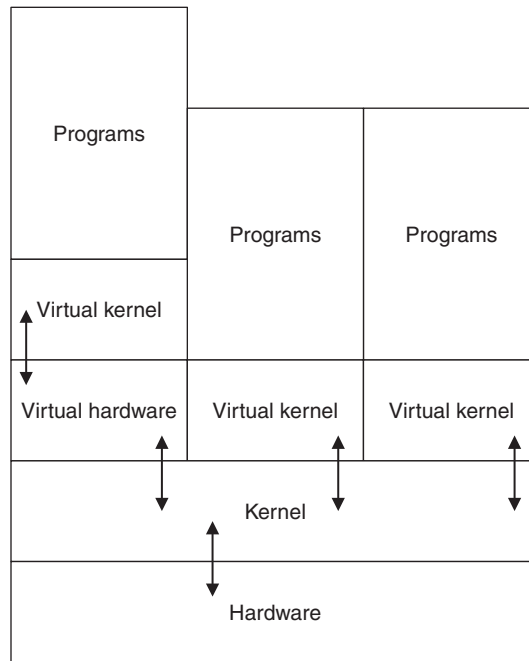 Programs
Programs
Programs
Virtual kernel
Virtual hardware
Virtual kernel
Virtual kernel
Kernel
Hardware